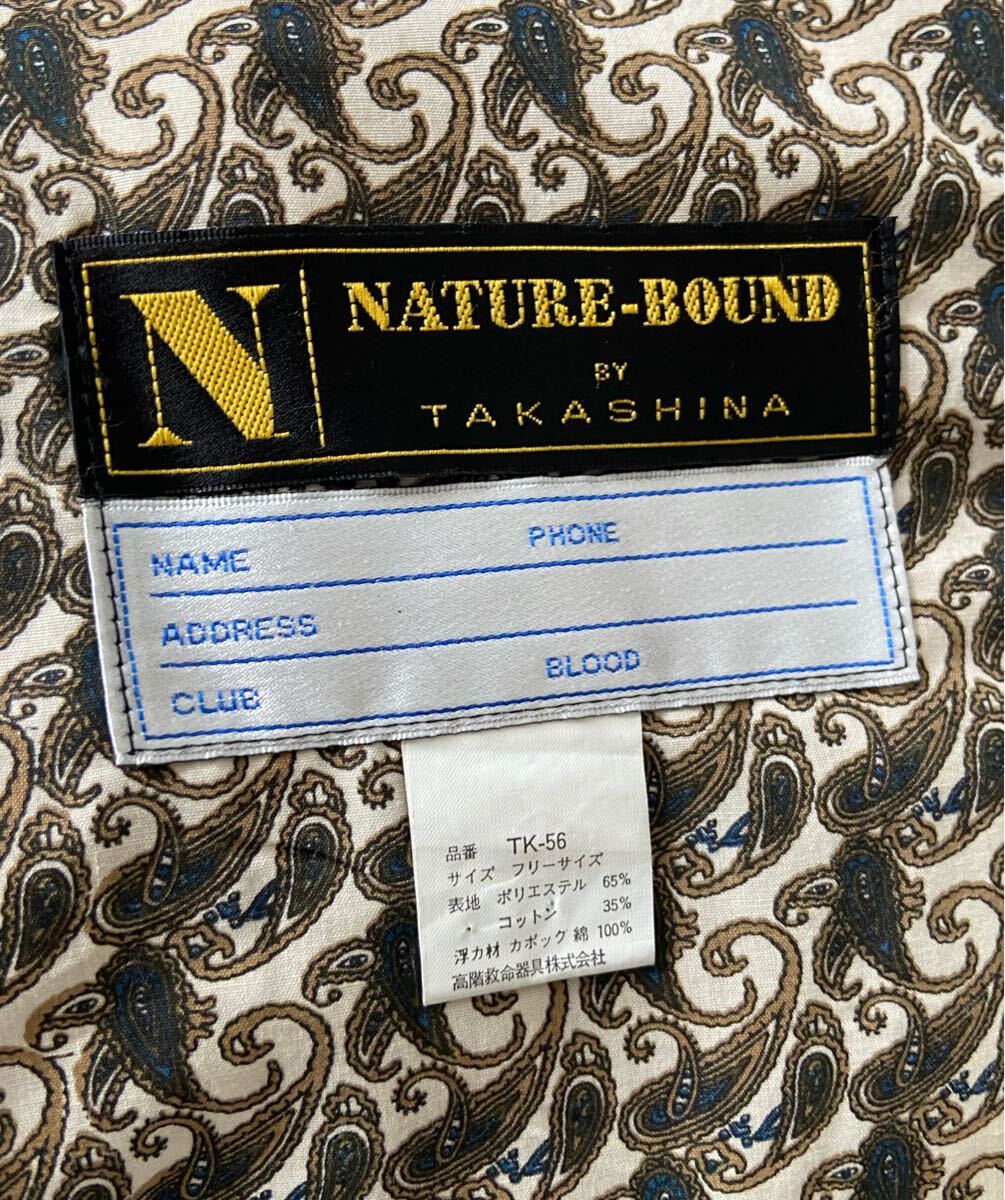 N
NATURE-BOUND
BY
TAKASHINA
NAME PHONE
ADDRESS
CLUB BLOOD
品番 TK-56
サイズ フリーサイズ
表地 ポリエステル 65%
コットン 35%
浮力材 カボック綿 100%
高階救命器具株式会社